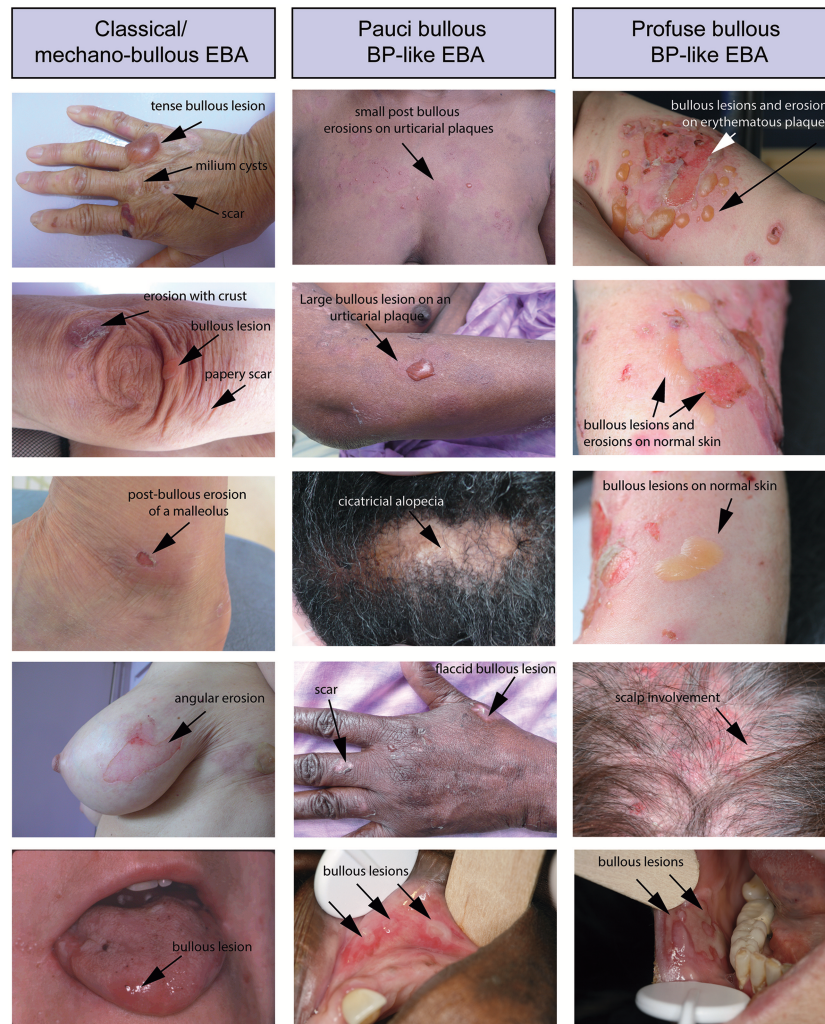 Classical/
mechano-bullous EBA
Pauci bullous
BP-like EBA
Profuse bullous
BP-like EBA
tense bullous lesion
milium cysts
scar
small post bullous
erosions on urticarial plaques
bullous lesions and erosion
on erythematous plaque
erosion with crust
bullous lesion
papery scar
Large bullous lesion on an
urticarial plaque
bullous lesions and
erosions on normal skin
post-bullous erosion
of a malleolus
cicatricial alopecia
bullous lesions on normal skin
angular erosion
scar
flaccid bullous lesion
scalp involvement
bullous lesion
bullous lesions
bullous lesions